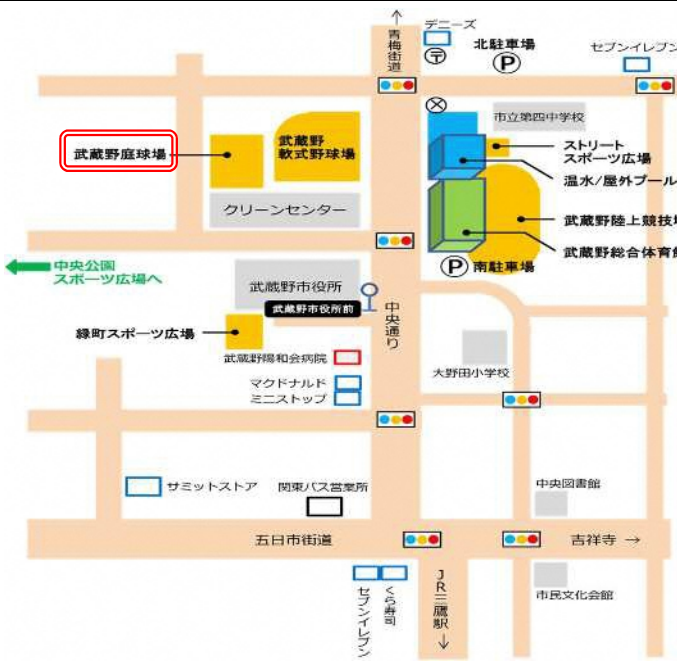 デニーズ
青梅街道
北駐車場
P
セブンイレブン
市立第四中学校
武蔵野庭球場
武蔵野
軟式野球場
ストリート
スポーツ広場
温水/屋外プール
クリーンセンター
武蔵野陸上競技場
武蔵野総合体育館
中央公園
スポーツ広場へ
P
南駐車場
武蔵野市役所
武蔵野市役所前
中央通り
緑町スポーツ広場
武蔵野陽和会病院
大野田小学校
マクドナルド
ミニストップ
サミットストア
関東バス営業所
中央図書館
五日市街道
吉祥寺 →
セブンイレブン
くら寿司
JR三鷹駅
市民文化会館